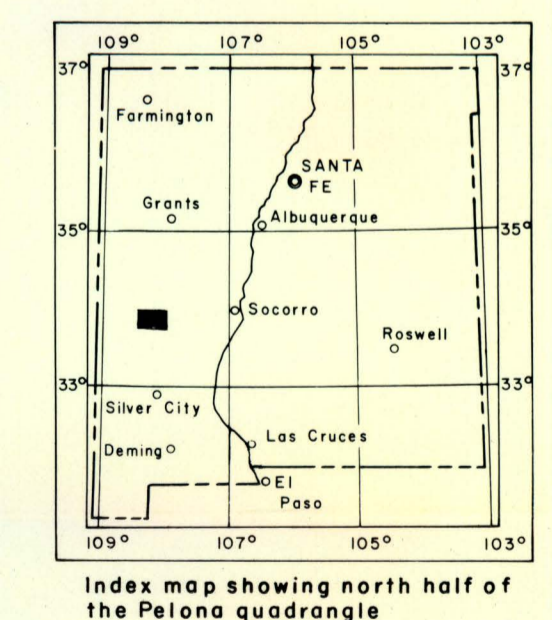 109° 107° 105° 103°
37° 37°
Farmington
SANTA
FE
Grants
Albuquerque
35° 35°
Socorro
Roswell
33° 33°
Silver City
Las Cruces
Deming
El
Paso
109° 107° 105° 103°
Index map showing north half of
the Pelona quadrangle